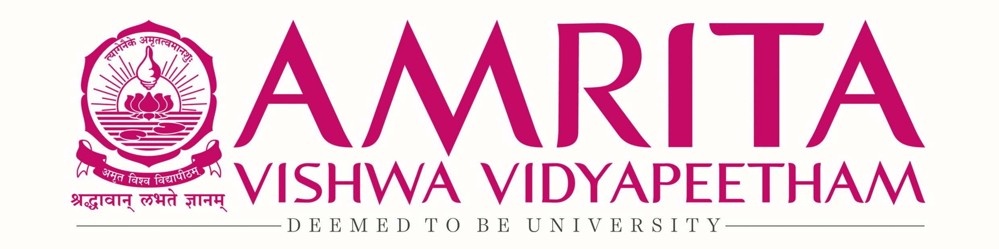 त्यागेनैके अमृतत्वमानशुः
अमृत विश्व विद्यापीठम्
श्रद्धावान् लभते ज्ञानम्
AMRITA
VISHWA VIDYAPEETHAM
DEEMED TO BE UNIVERSITY